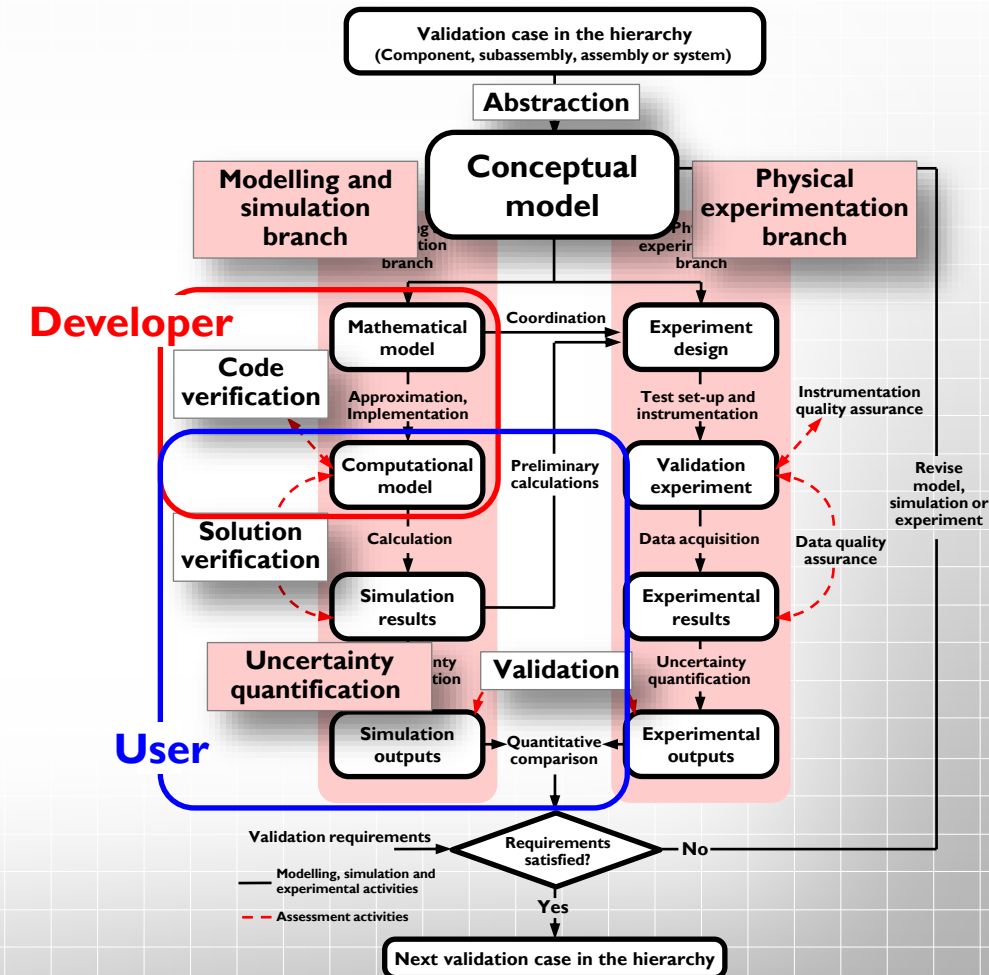 Validation case in the hierarchy
(Component, subassembly, assembly or system)
Abstraction
Conceptual
model
Modelling and
simulation
branch
Physical
experimentation
branch
branch
branch
Developer
Mathematical
model
Coordination
Experiment
design
Code
verification
Approximation,
Implementation
Test set-up and
instrumentation
Instrumentation
quality assurance
Computational
model
Preliminary
calculations
Validation
experiment
Revise
model,
simulation or
experiment
Solution
verification
Calculation
Data acquisition
Data quality
assurance
Simulation
results
Experimental
results
Uncertainty
quantification
Validation
Uncertainty
quantification
User
Simulation
outputs
Quantitative
comparison
Experimental
outputs
Validation requirements
Requirements
satisfied?
No
Modelling, simulation and
experimental activities
Assessment activities
Yes
Next validation case in the hierarchy